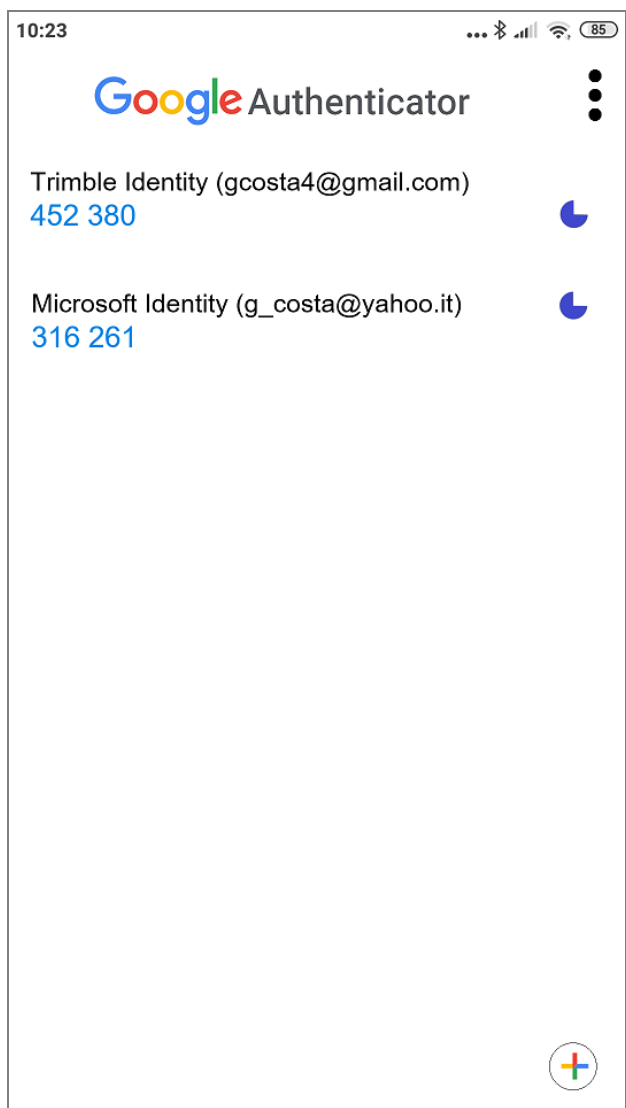 10:23
85
Google Authenticator
Trimble Identity (gcosta4@gmail.com)
452 380
Microsoft Identity (g_costa@yahoo.it)
316 261